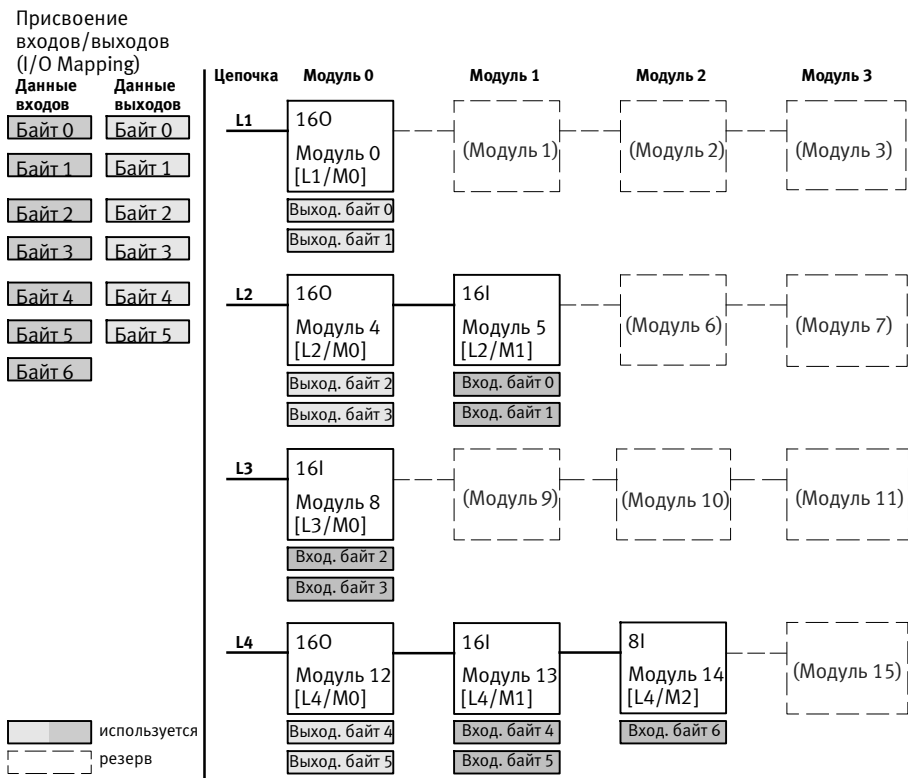 Присвоение
входов/выходов
(I/O Mapping)
Данные входов
Данные выходов
Байт 0
Байт 0
Байт 1
Байт 1
Байт 2
Байт 2
Байт 3
Байт 3
Байт 4
Байт 4
Байт 5
Байт 5
Байт 6
используется
резерв
Цепочка
Модуль 0
Модуль 1
Модуль 2
Модуль 3
L1
16O
Модуль 0
[L1/M0]
Выход. байт 0
Выход. байт 1
(Модуль 1)
(Модуль 2)
(Модуль 3)
L2
16O
Модуль 4
[L2/M0]
Выход. байт 2
Выход. байт 3
16I
Модуль 5
[L2/M1]
Вход. байт 0
Вход. байт 1
(Модуль 6)
(Модуль 7)
L3
16I
Модуль 8
[L3/M0]
Вход. байт 2
Вход. байт 3
(Модуль 9)
(Модуль 10)
(Модуль 11)
L4
16O
Модуль 12
[L4/M0]
Выход. байт 4
Выход. байт 5
16I
Модуль 13
[L4/M1]
Вход. байт 4
Вход. байт 5
8I
Модуль 14
[L4/M2]
Вход. байт 6
(Модуль 15)